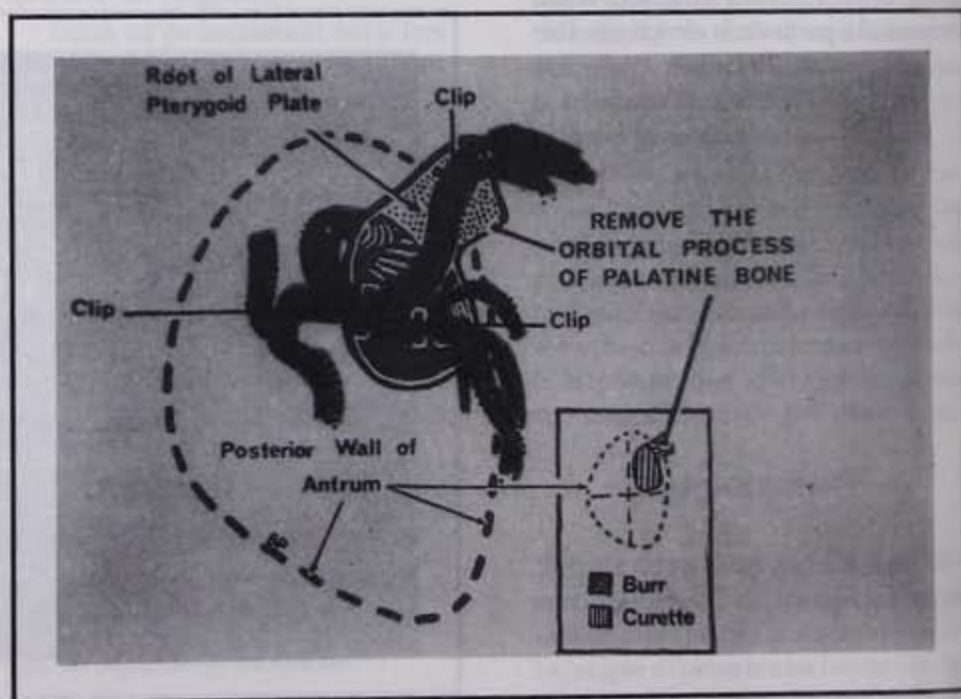 Root of Lateral
Pterygoid Plate
Clip
REMOVE THE
ORBITAL PROCESS
OF PALATINE BONE
Clip
Clip
Posterior Wall of
Antrum
Burr
Curette